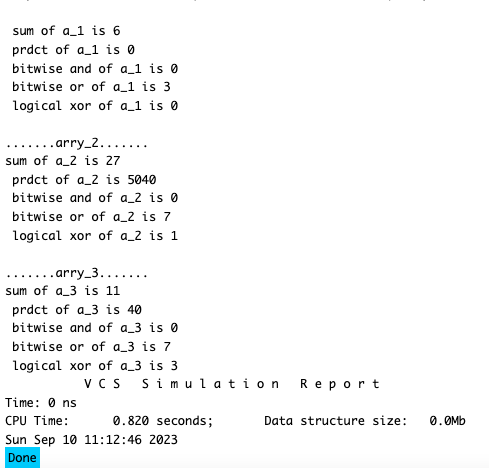 sum of a_1 is 6
prdct of a_1 is 0
bitwise and of a_1 is 0
bitwise or of a_1 is 3
logical xor of a_1 is 0
.......arry_2.......
sum of a_2 is 27
prdct of a_2 is 5040
bitwise and of a_2 is 0
bitwise or of a_2 is 7
logical xor of a_2 is 1
.......arry_3.......
sum of a_3 is 11
prdct of a_3 is 40
bitwise and of a_3 is 0
bitwise or of a_3 is 7
logical xor of a_3 is 3
V C S   S i m u l a t i o n   R e p o r t
Time: 0 ns
CPU Time:      0.820 seconds;       Data structure size:   0.0Mb
Sun Sep 10 11:12:46 2023
Done